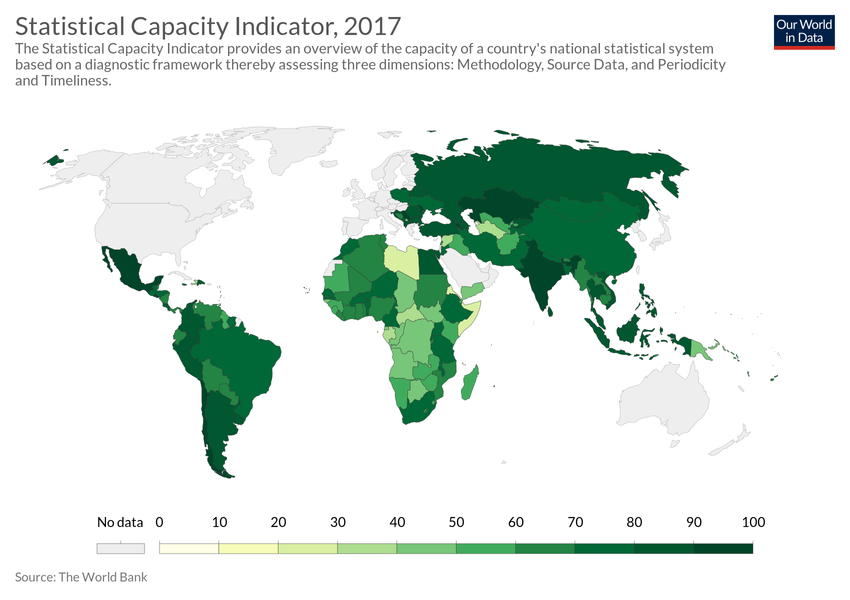 Statistical Capacity Indicator, 2017
Our World
in Data
The Statistical Capacity Indicator provides an overview of the capacity of a country's national statistical system
based on a diagnostic framework thereby assessing three dimensions: Methodology, Source Data, and Periodicity
and Timeliness.
No data 0 10 20 30 40 50 60 70 80 90 100
Source: The World Bank